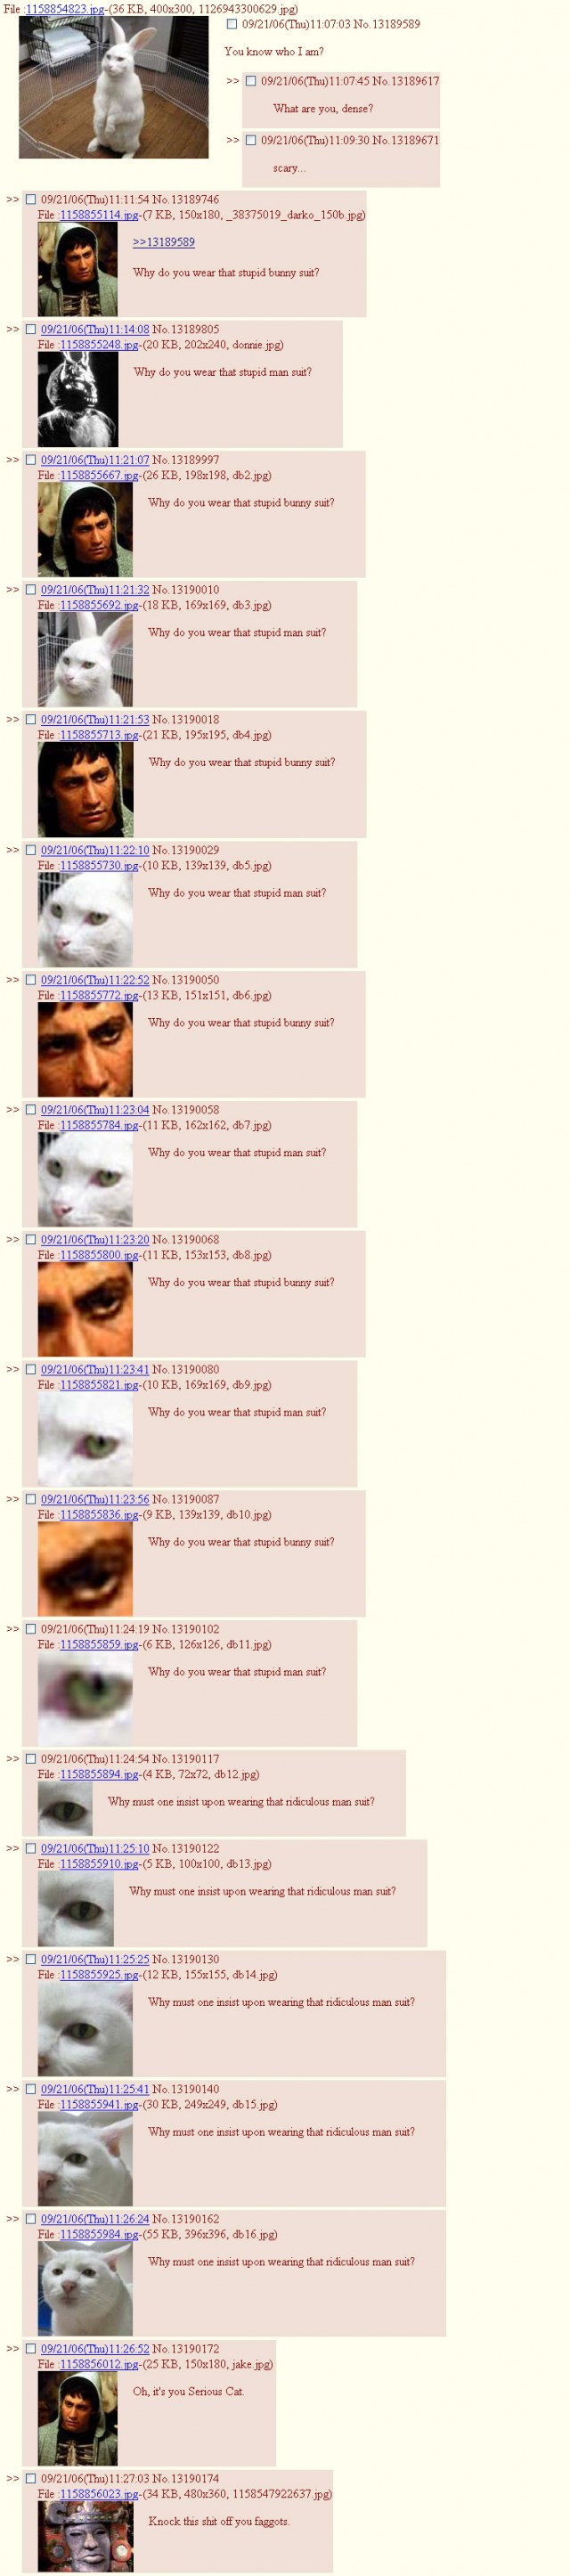 File :1158854823.jpg-(36 KB, 400x300, 1126943300629.jpg)
09/21/06(Thu)11:07:03 No.13189589
You know who I am?
>> 09/21/06(Thu)11:07:45 No.13189617
What are you, dense?
>> 09/21/06(Thu)11:09:30 No.13189671
scary...
>> 09/21/06(Thu)11:11:54 No.13189746
File :1158855114.jpg-(7 KB, 150x180, _38375019_darko_150b.jpg)
>>13189589
Why do you wear that stupid bunny suit?
>> 09/21/06(Thu)11:14:08 No.13189805
File :1158855248.jpg-(20 KB, 202x240, donnie.jpg)
Why do you wear that stupid man suit?
>> 09/21/06(Thu)11:21:07 No.13189997
File :1158855667.jpg-(26 KB, 198x198, db2.jpg)
Why do you wear that stupid bunny suit?
>> 09/21/06(Thu)11:21:32 No.13190010
File :1158855692.jpg-(18 KB, 169x169, db3.jpg)
Why do you wear that stupid man suit?
>> 09/21/06(Thu)11:21:53 No.13190018
File :1158855713.jpg-(21 KB, 195x195, db4.jpg)
Why do you wear that stupid bunny suit?
>> 09/21/06(Thu)11:22:10 No.13190029
File :1158855730.jpg-(10 KB, 139x139, db5.jpg)
Why do you wear that stupid man suit?
>> 09/21/06(Thu)11:22:52 No.13190050
File :1158855772.jpg-(13 KB, 151x151, db6.jpg)
Why do you wear that stupid bunny suit?
>> 09/21/06(Thu)11:23:04 No.13190058
File :1158855784.jpg-(11 KB, 162x162, db7.jpg)
Why do you wear that stupid man suit?
>> 09/21/06(Thu)11:23:20 No.13190068
File :1158855800.jpg-(11 KB, 153x153, db8.jpg)
Why do you wear that stupid bunny suit?
>> 09/21/06(Thu)11:23:41 No.13190080
File :1158855821.jpg-(10 KB, 169x169, db9.jpg)
Why do you wear that stupid man suit?
>> 09/21/06(Thu)11:23:56 No.13190087
File :1158855836.jpg-(9 KB, 139x139, db10.jpg)
Why do you wear that stupid bunny suit?
>> 09/21/06(Thu)11:24:19 No.13190102
File :1158855859.jpg-(6 KB, 126x126, db11.jpg)
Why do you wear that stupid man suit?
>> 09/21/06(Thu)11:24:54 No.13190117
File :1158855894.jpg-(4 KB, 72x72, db12.jpg)
Why must one insist upon wearing that ridiculous man suit?
>> 09/21/06(Thu)11:25:10 No.13190122
File :1158855910.jpg-(5 KB, 100x100, db13.jpg)
Why must one insist upon wearing that ridiculous man suit?
>> 09/21/06(Thu)11:25:25 No.13190130
File :1158855925.jpg-(12 KB, 155x155, db14.jpg)
Why must one insist upon wearing that ridiculous man suit?
>> 09/21/06(Thu)11:25:41 No.13190140
File :1158855941.jpg-(30 KB, 249x249, db15.jpg)
Why must one insist upon wearing that ridiculous man suit?
>> 09/21/06(Thu)11:26:24 No.13190162
File :1158855984.jpg-(55 KB, 396x396, db16.jpg)
Why must one insist upon wearing that ridiculous man suit?
>> 09/21/06(Thu)11:26:52 No.13190172
File :1158856012.jpg-(25 KB, 150x180, jake.jpg)
Oh, it's you Serious Cat.
>> 09/21/06(Thu)11:27:03 No.13190174
File :1158856023.jpg-(34 KB, 480x360, 1158547922637.jpg)
Knock this shit off you faggots.